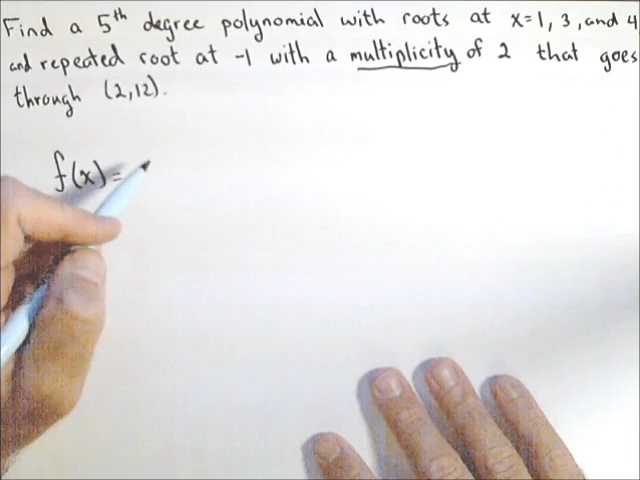 Find a 5th degree polynomial with roots at x=1, 3, and 4
and repeated root at -1 with a multiplicity of 2 that goes
through (2,12).
f(x)=